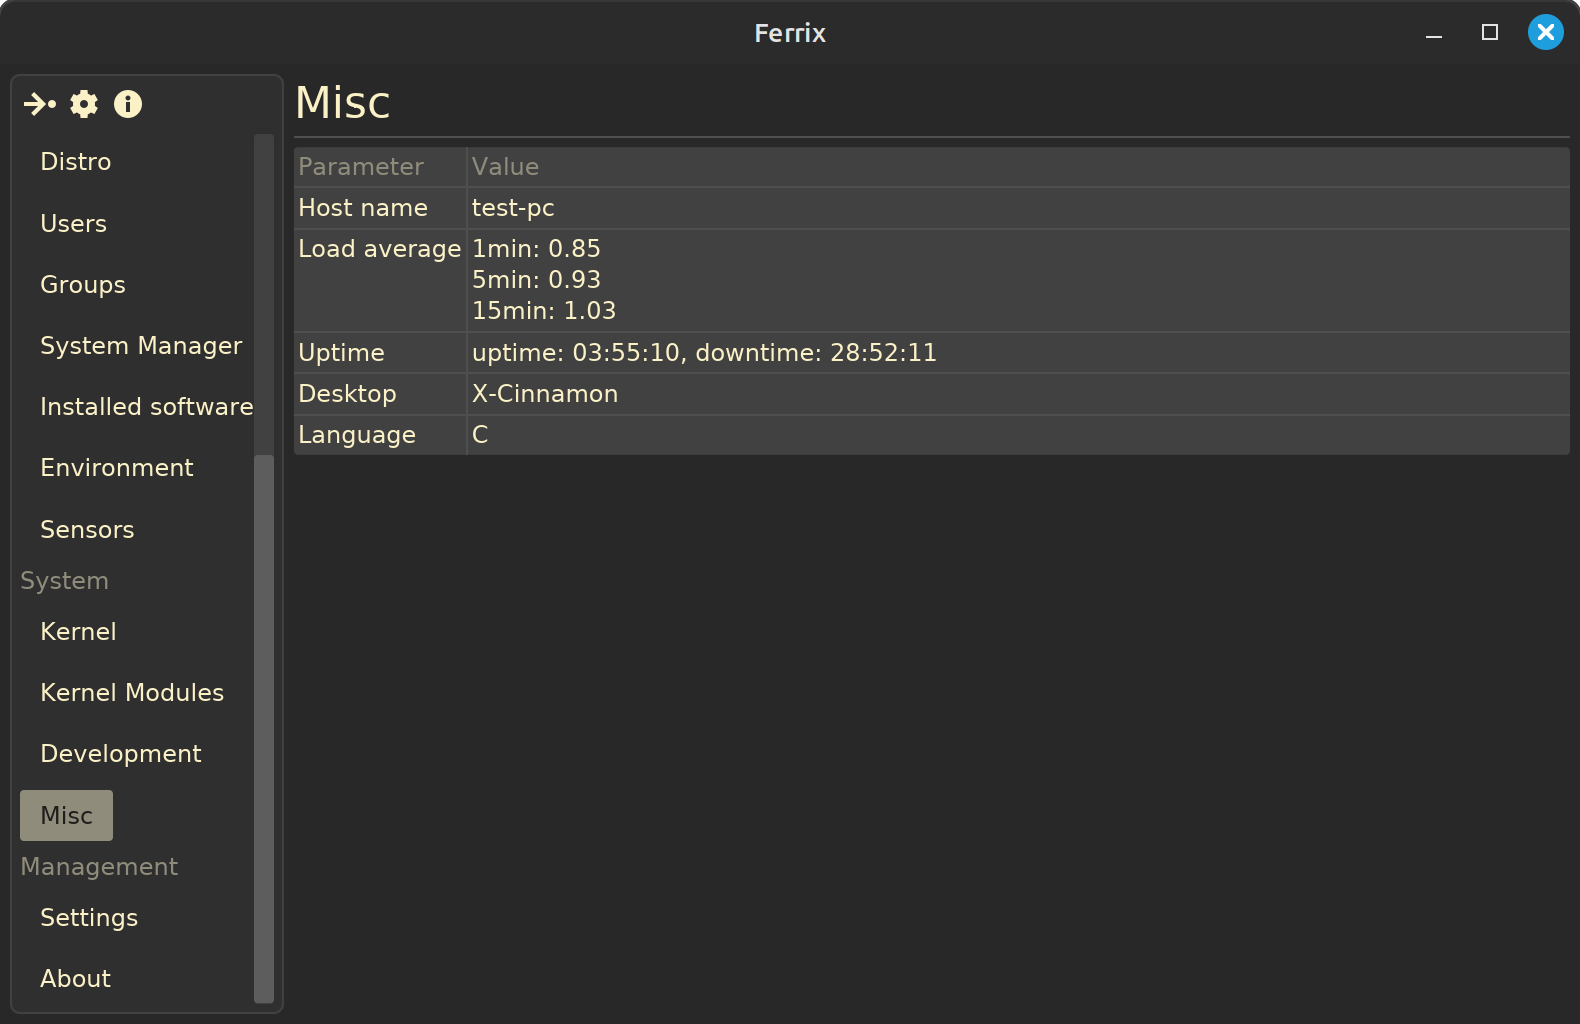 Ferrix
Distro
Users
Groups
System Manager
Installed software
Environment
Sensors
System
Kernel
Kernel Modules
Development
Misc
Management
Settings
About
Misc
Parameter Value
Host name test-pc
Load average 1min: 0.85
5min: 0.93
15min: 1.03
Uptime uptime: 03:55:10, downtime: 28:52:11
Desktop X-Cinnamon
Language C